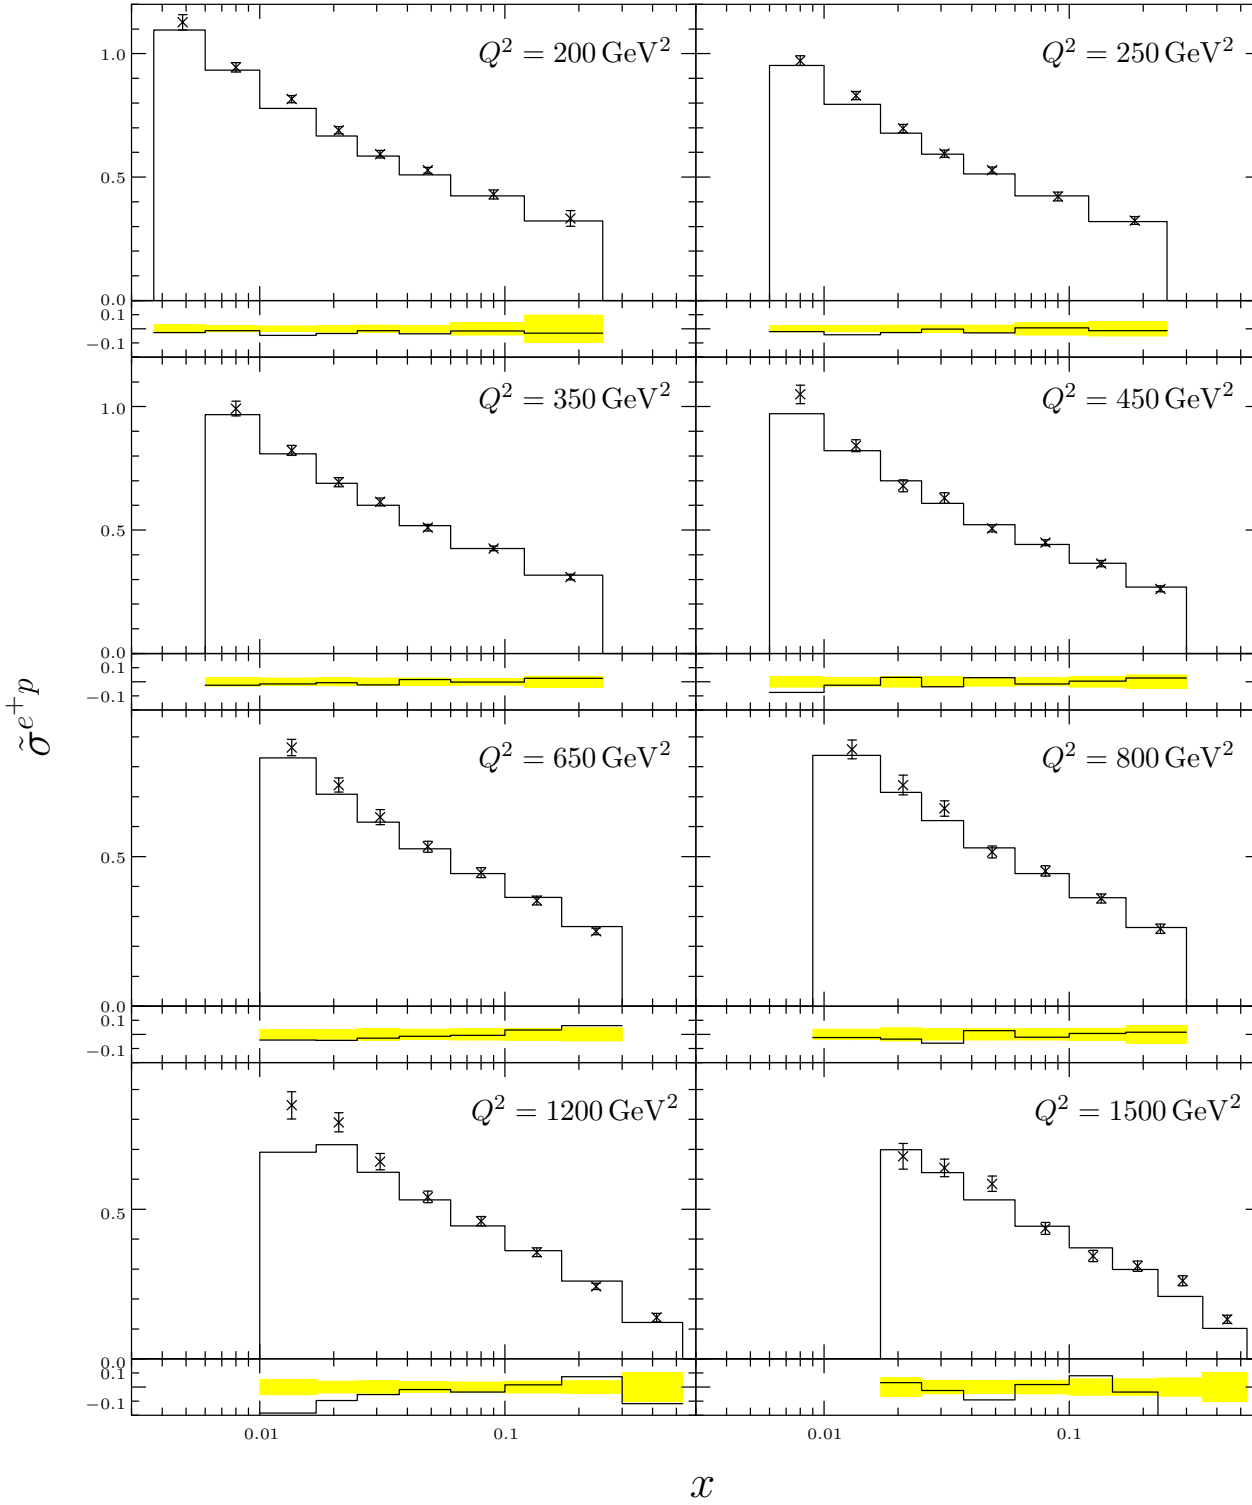 Q² = 200 GeV²
Q² = 250 GeV²
1.0
0.5
0.0
0.1
−0.1
Q² = 350 GeV²
Q² = 450 GeV²
1.0
0.5
0.0
0.1
−0.1
σ̃^{e⁺p}
Q² = 650 GeV²
Q² = 800 GeV²
0.5
0.0
0.1
−0.1
Q² = 1200 GeV²
Q² = 1500 GeV²
0.5
0.0
0.1
−0.1
0.01 0.1 0.01 0.1
x